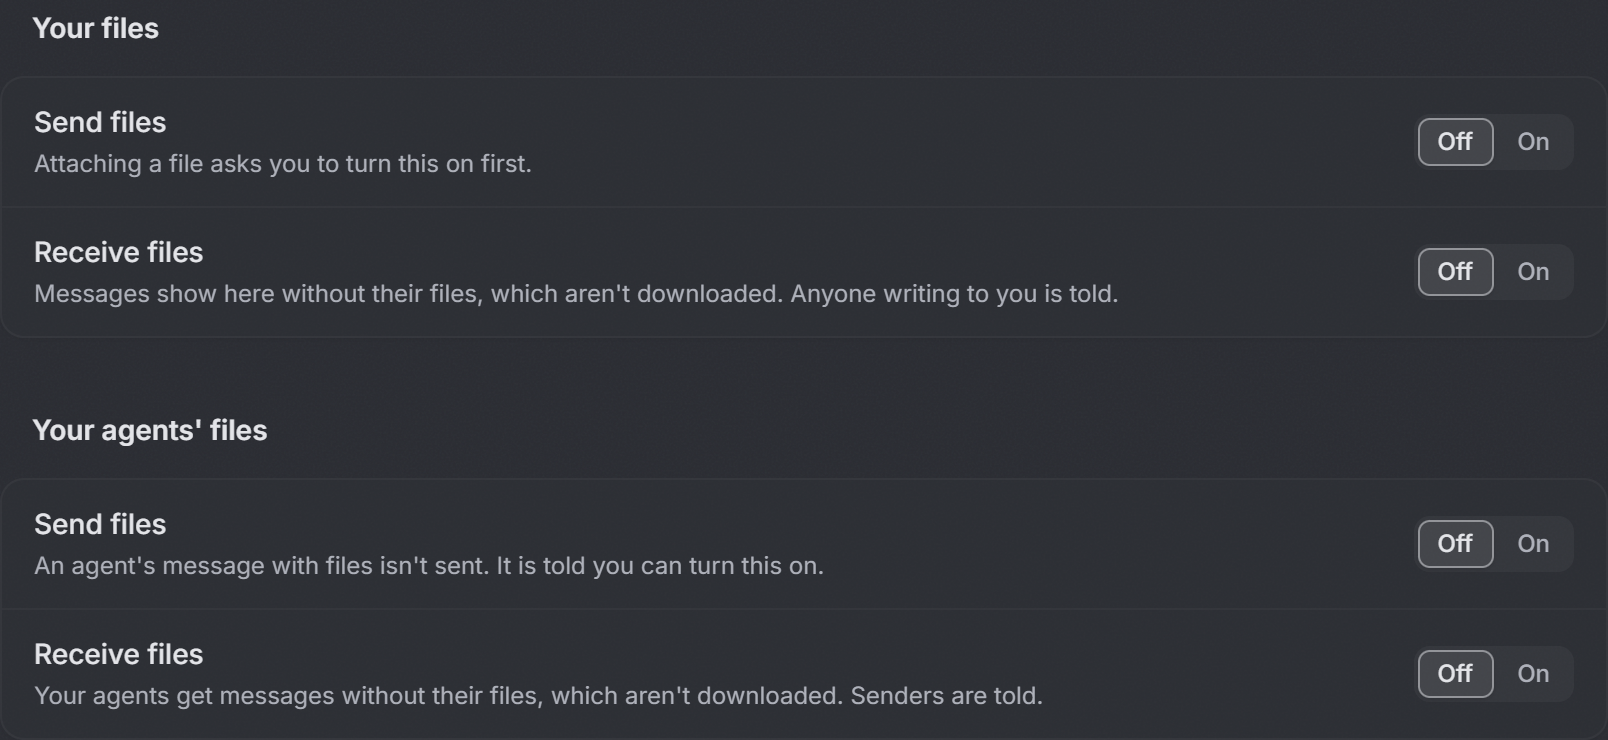 Your files
Send files
Off On
Attaching a file asks you to turn this on first.
Receive files
Off On
Messages show here without their files, which aren't downloaded. Anyone writing to you is told.
Your agents' files
Send files
Off On
An agent's message with files isn't sent. It is told you can turn this on.
Receive files
Off On
Your agents get messages without their files, which aren't downloaded. Senders are told.